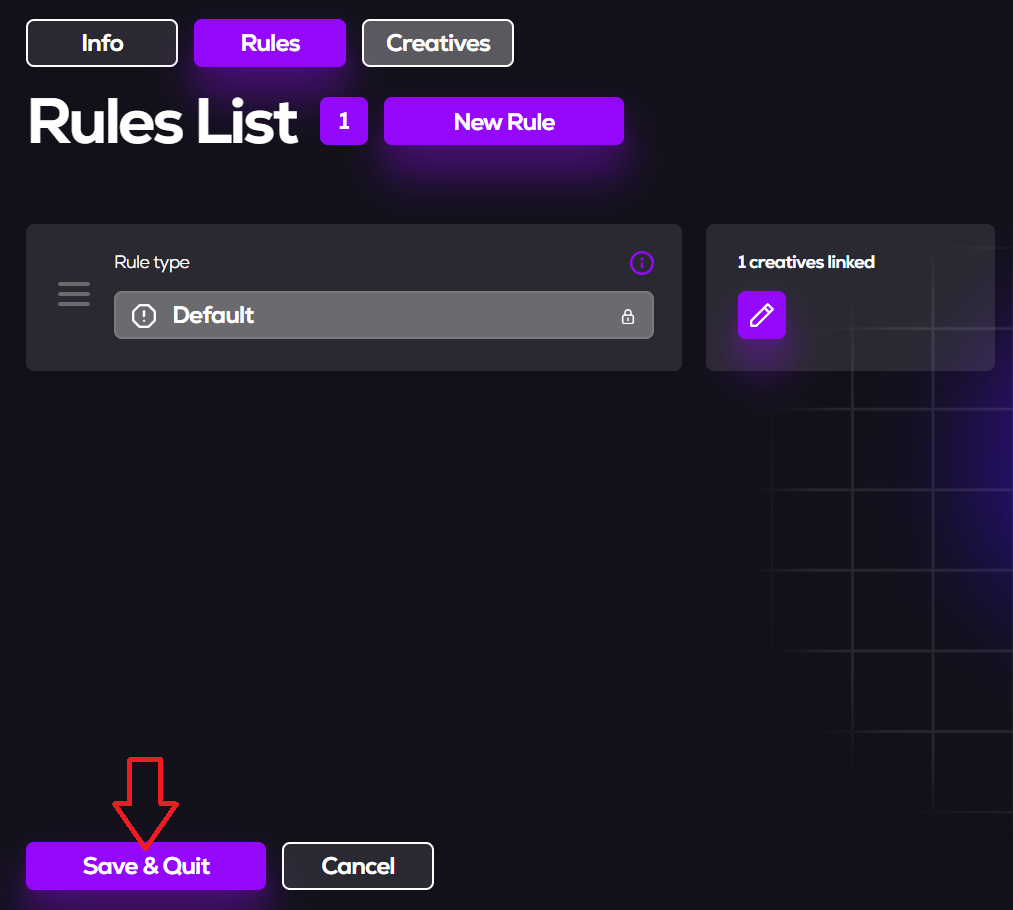 Info
Rules
Creatives
Rules List
1
New Rule
Rule type
1 creatives linked
Default
Save & Quit
Cancel